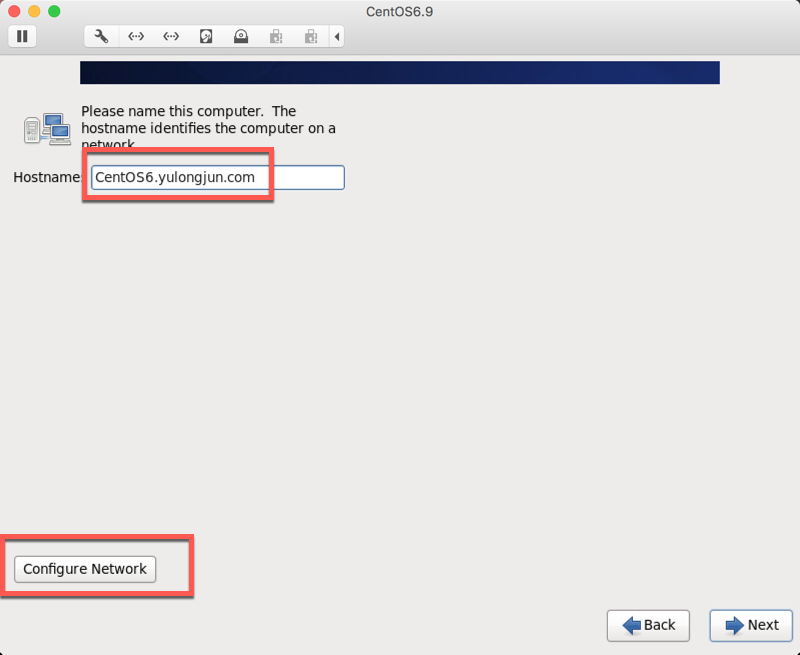 CentOS6.9
Please name this computer.  The
hostname identifies the computer on a
network.
Hostname:
CentOS6.yulongjun.com
Configure Network
Back
Next